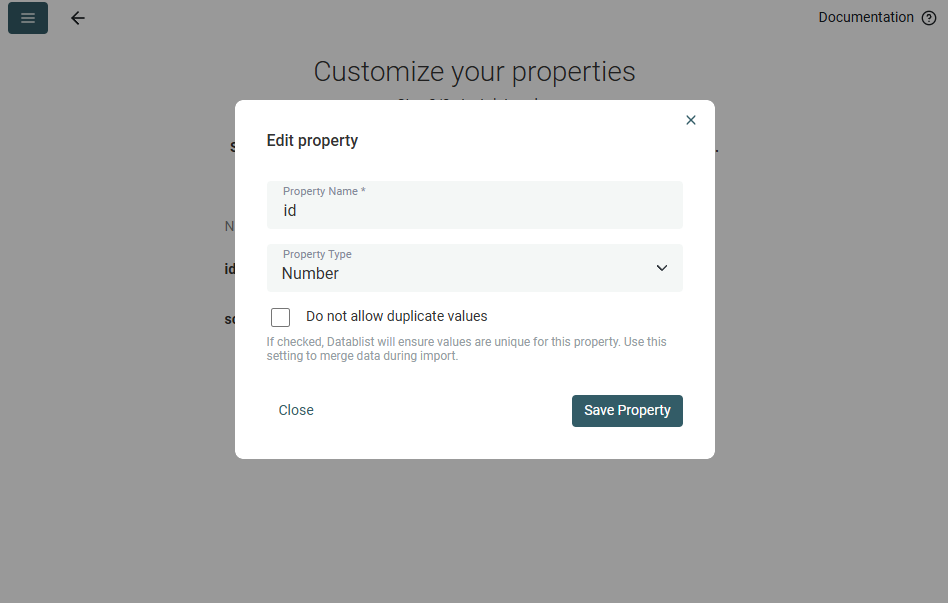 Documentation
Customize your properties
Edit property
Property Name *
id
Property Type
Number
id
Do not allow duplicate values
If checked, Datablist will ensure values are unique for this property. Use this
setting to merge data during import.
Close
Save Property